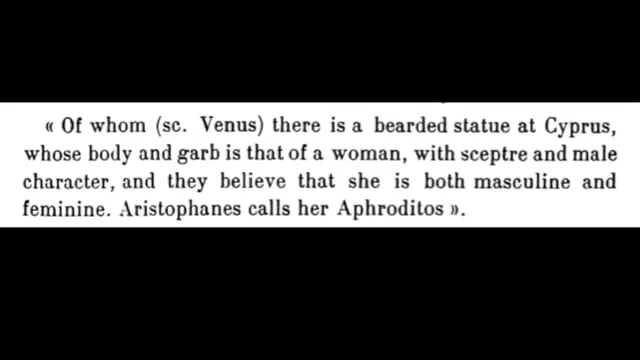 « Of whom (sc. Venus) there is a bearded statue at Cyprus,
whose body and garb is that of a woman, with sceptre and male
character, and they believe that she is both masculine and
feminine. Aristophanes calls her Aphroditos ».